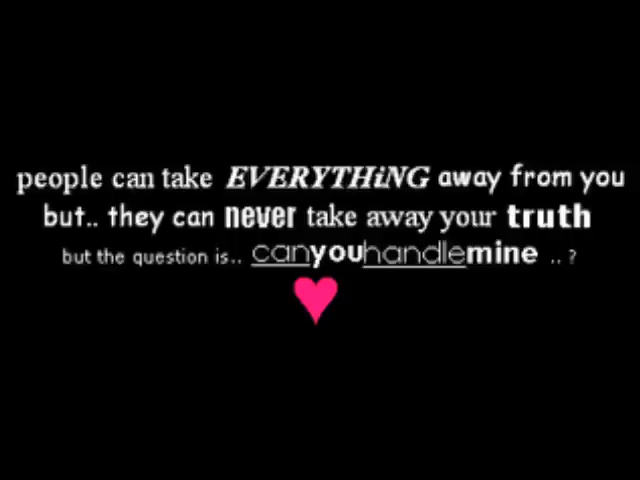 people can take EVERYTHiNG away from you
but.. they can never take away your truth
but the question is.. canyouhandlemine .. ?